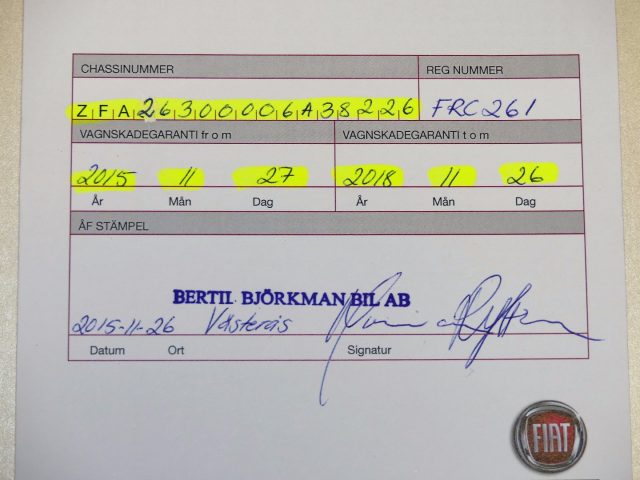 CHASSINUMMER REG NUMMER
ZFA26300006A38226 FRC261
VAGNSKADEGARANTI fr o m VAGNSKADEGARANTI t o m
2015 11 27 2018 11 26
År Mån Dag År Mån Dag
ÅF STÄMPEL
BERTIL BJÖRKMAN BIL AB
2015-11-26 Västerås
Datum Ort Signatur
FIAT